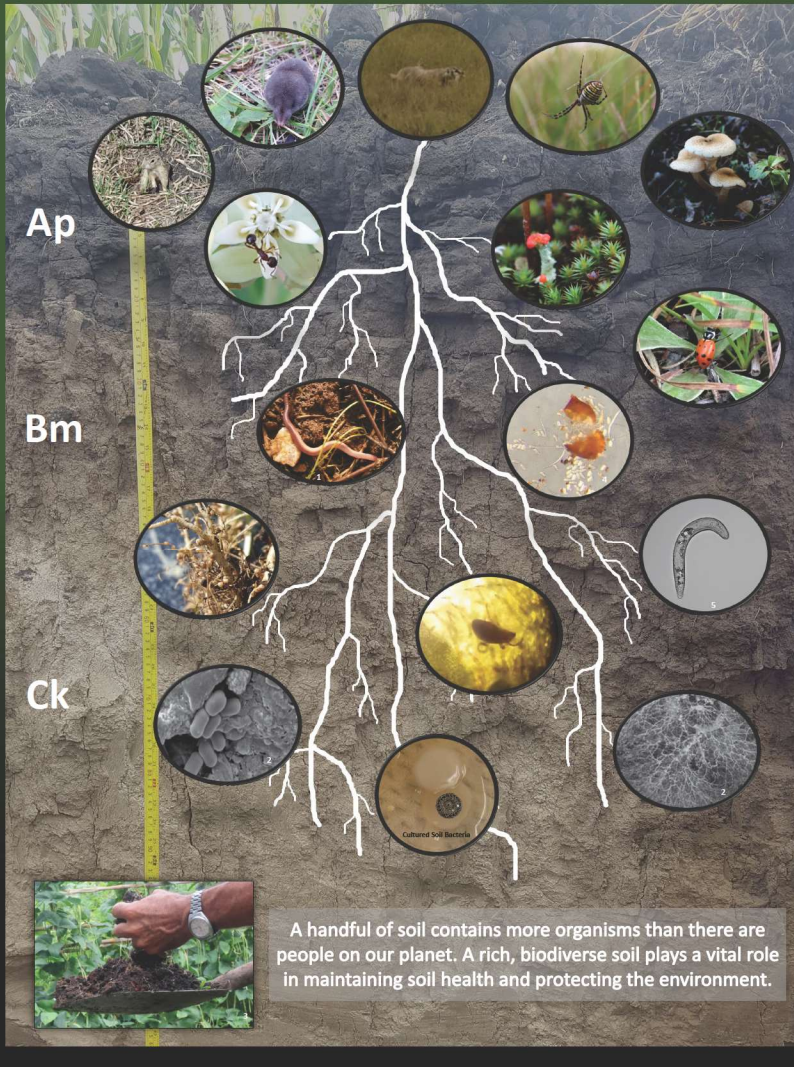 Ap
Bm
1
5
Ck
2
2
Cultured Soil Bacteria
A handful of soil contains more organisms than there are
people on our planet. A rich, biodiverse soil plays a vital role
in maintaining soil health and protecting the environment.